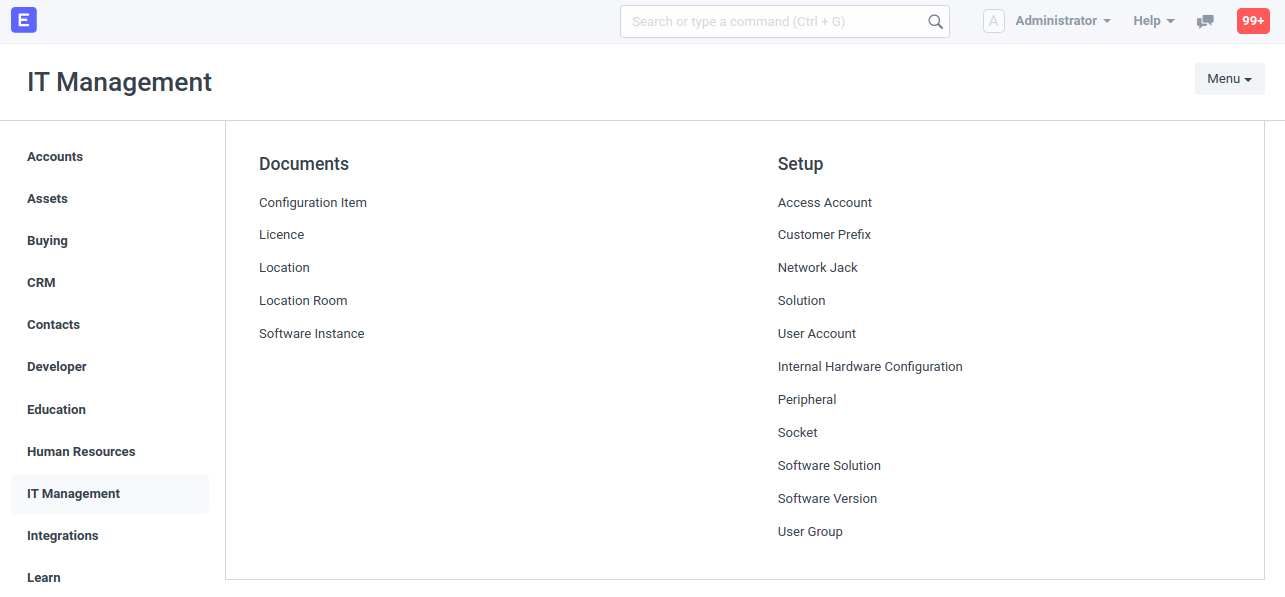 E
Search or type a command (Ctrl + G)
A Administrator
Help
99+
IT Management
Menu
Accounts
Assets
Buying
CRM
Contacts
Developer
Education
Human Resources
IT Management
Integrations
Learn
Documents
Configuration Item
Licence
Location
Location Room
Software Instance
Setup
Access Account
Customer Prefix
Network Jack
Solution
User Account
Internal Hardware Configuration
Peripheral
Socket
Software Solution
Software Version
User Group